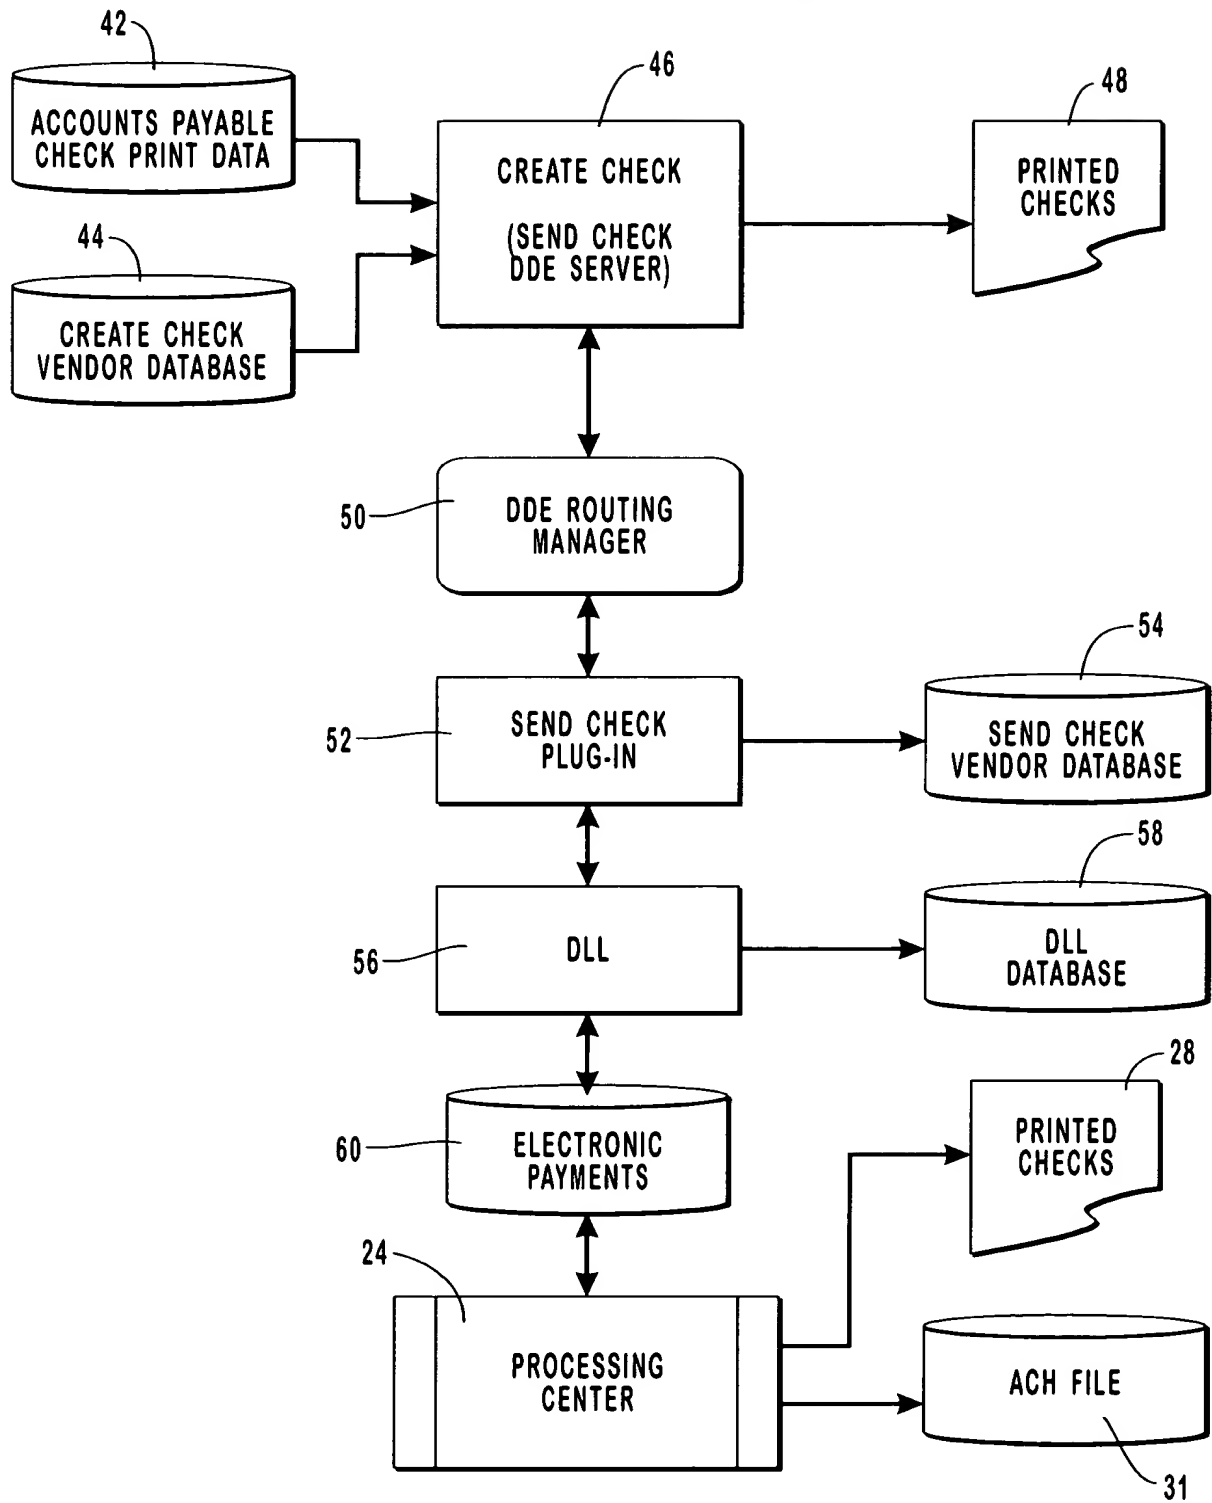 42
ACCOUNTS PAYABLE
CHECK PRINT DATA
44
CREATE CHECK
VENDOR DATABASE
46
CREATE CHECK
(SEND CHECK
DDE SERVER)
48
PRINTED
CHECKS
50
DDE ROUTING
MANAGER
52
SEND CHECK
PLUG-IN
54
SEND CHECK
VENDOR DATABASE
56
DLL
58
DLL
DATABASE
60
ELECTRONIC
PAYMENTS
28
PRINTED
CHECKS
24
PROCESSING
CENTER
ACH FILE
31